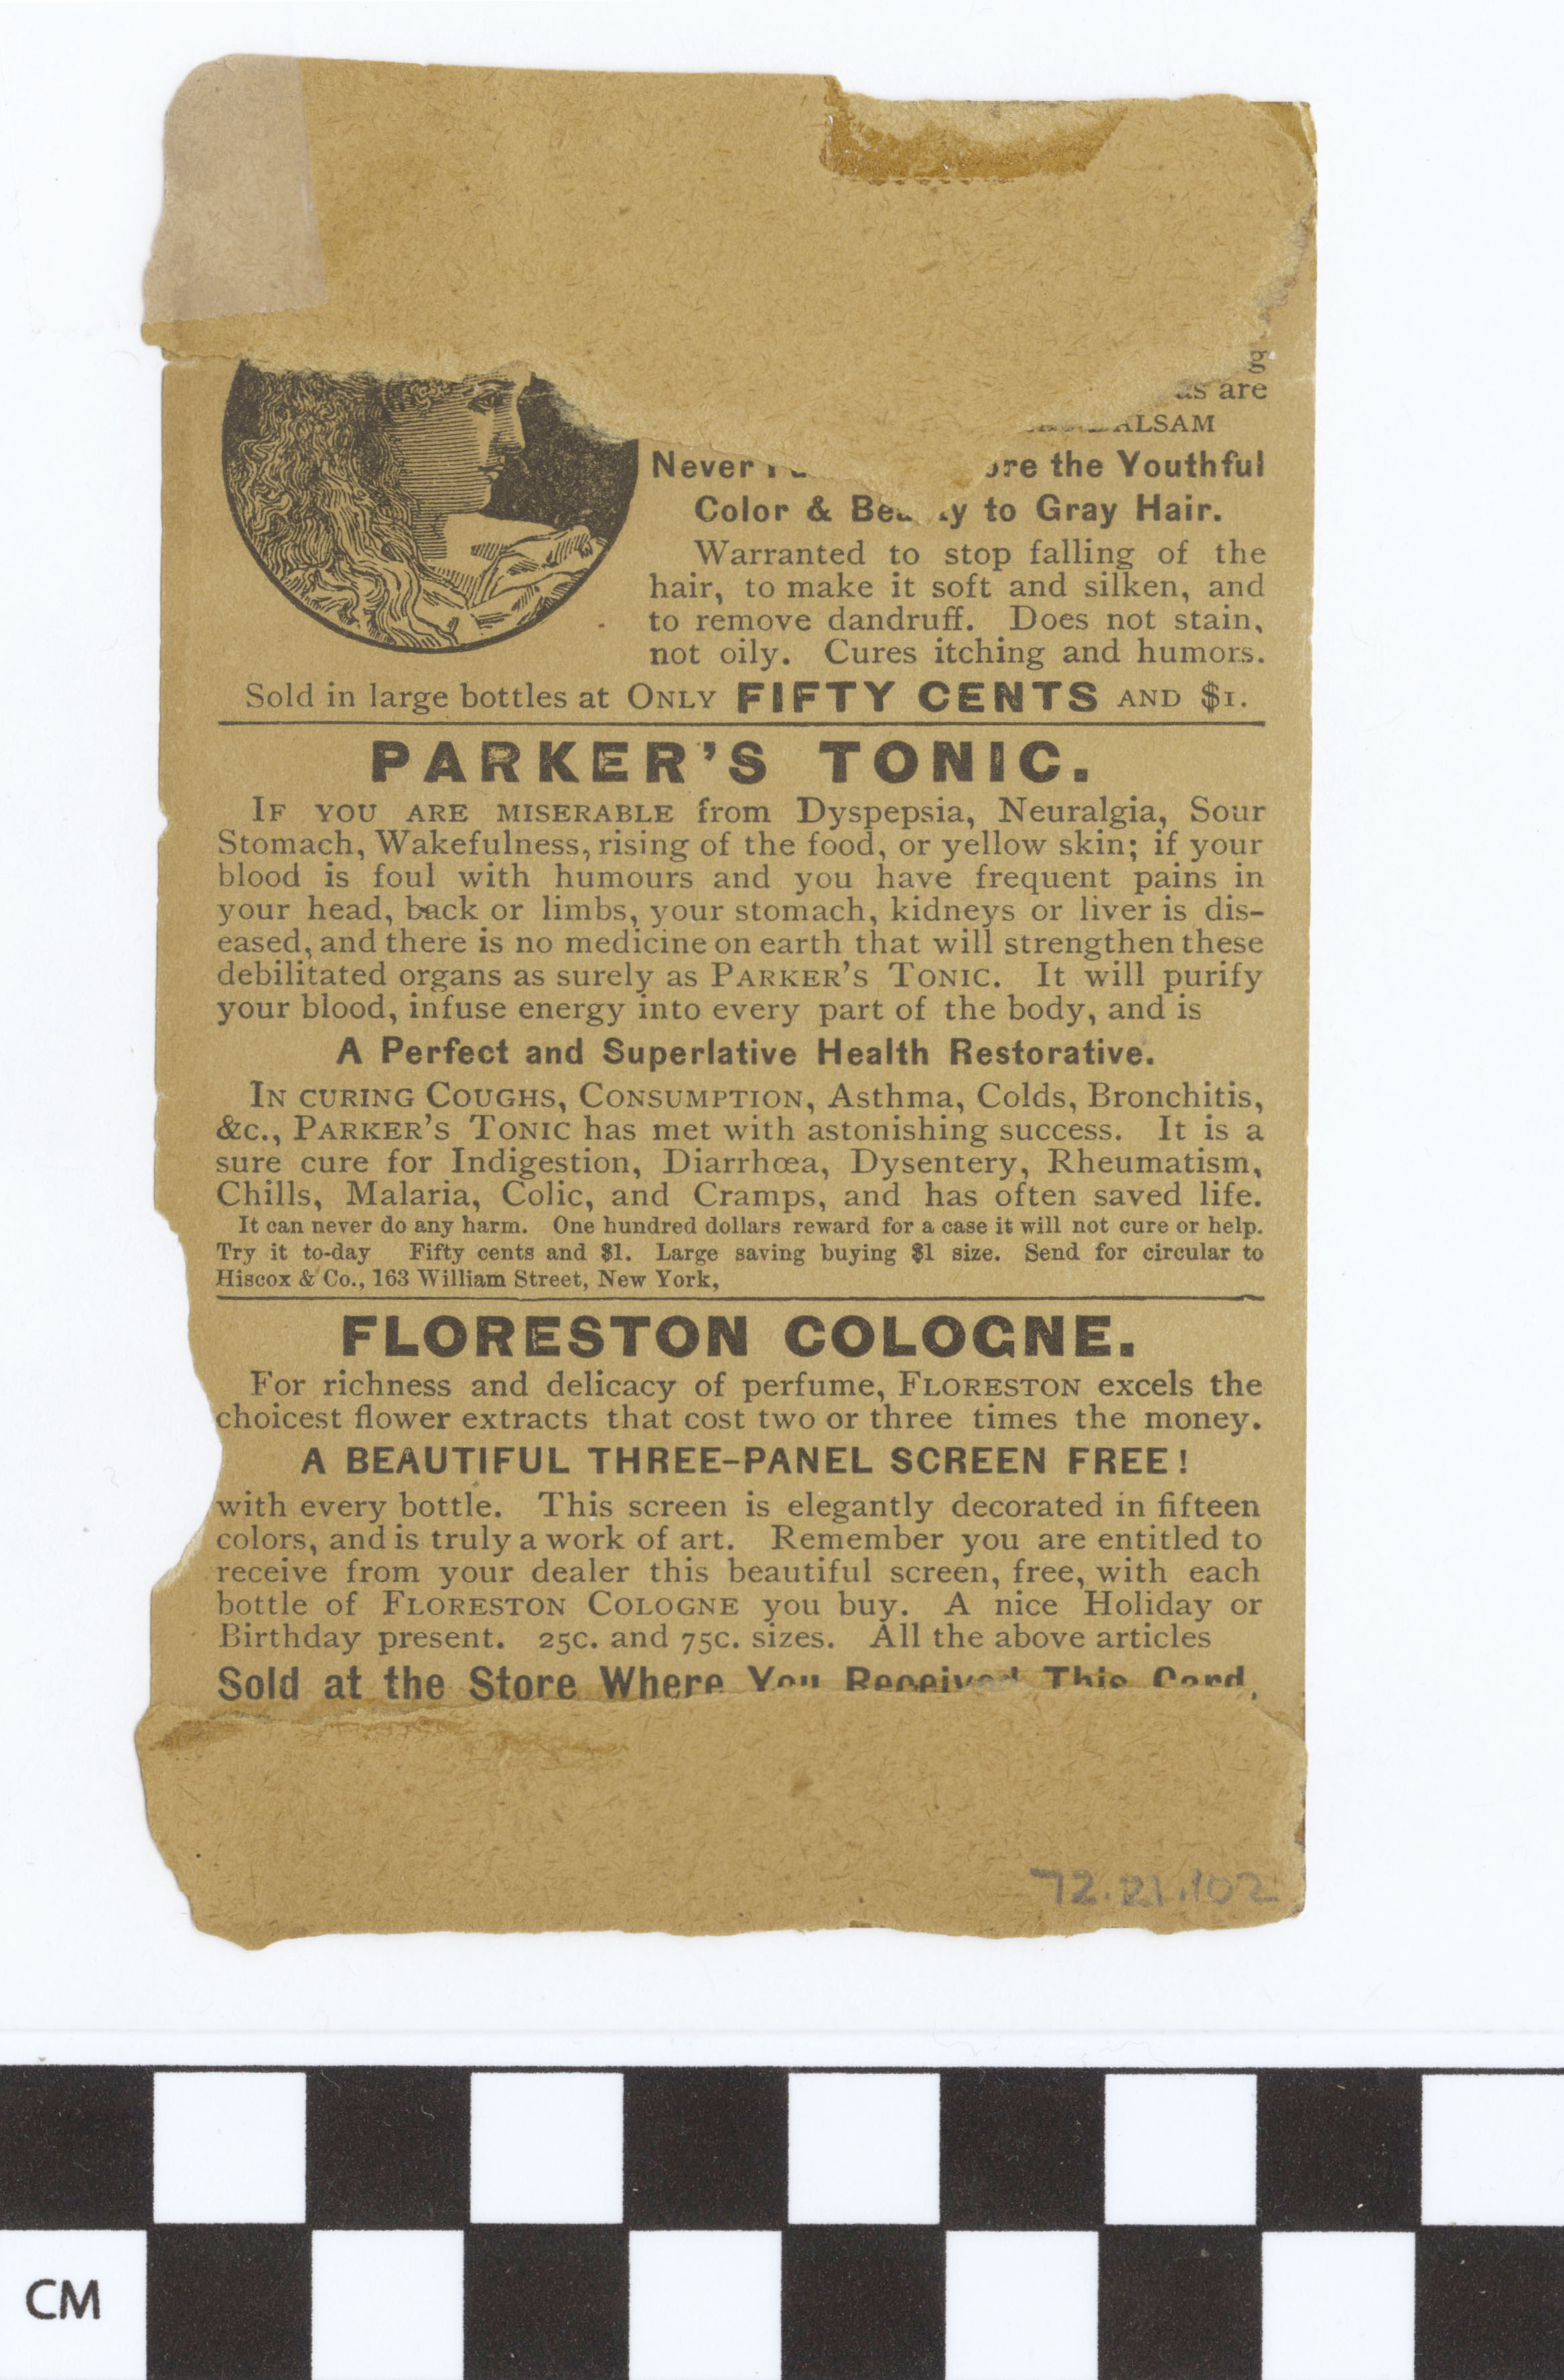 g
are
ALSAM
Never the Youthful
Color & to Gray Hair.
Warranted to stop falling of the
hair, to make it soft and silken, and
to remove dandruff. Does not stain,
not oily. Cures itching and humors.
Sold in large bottles at ONLY FIFTY CENTS AND $1.
PARKER'S TONIC.
IF YOU ARE MISERABLE from Dyspepsia, Neuralgia, Sour
Stomach, Wakefulness, rising of the food, or yellow skin; if your
blood is foul with humours and you have frequent pains in
your head, back or limbs, your stomach, kidneys or liver is dis-
eased, and there is no medicine on earth that will strengthen these
debilitated organs as surely as PARKER'S TONIC. It will purify
your blood, infuse energy into every part of the body, and is
A Perfect and Superlative Health Restorative.
IN CURING COUGHS, CONSUMPTION, Asthma, Colds, Bronchitis,
&c., PARKER'S TONIC has met with astonishing success. It is a
sure cure for Indigestion, Diarrhœa, Dysentery, Rheumatism,
Chills, Malaria, Colic, and Cramps, and has often saved life.
It can never do any harm. One hundred dollars reward for a case it will not cure or help.
Try it to-day Fifty cents and $1. Large saving buying $1 size. Send for circular to
Hiscox & Co., 163 William Street, New York,
FLORESTON COLOGNE.
For richness and delicacy of perfume, FLORESTON excels the
choicest flower extracts that cost two or three times the money.
A BEAUTIFUL THREE-PANEL SCREEN FREE!
with every bottle. This screen is elegantly decorated in fifteen
colors, and is truly a work of art. Remember you are entitled to
receive from your dealer this beautiful screen, free, with each
bottle of FLORESTON COLOGNE you buy. A nice Holiday or
Birthday present. 25c. and 75c. sizes. All the above articles
Sold at the Store Where You Received This Card.
72.21.102
CM